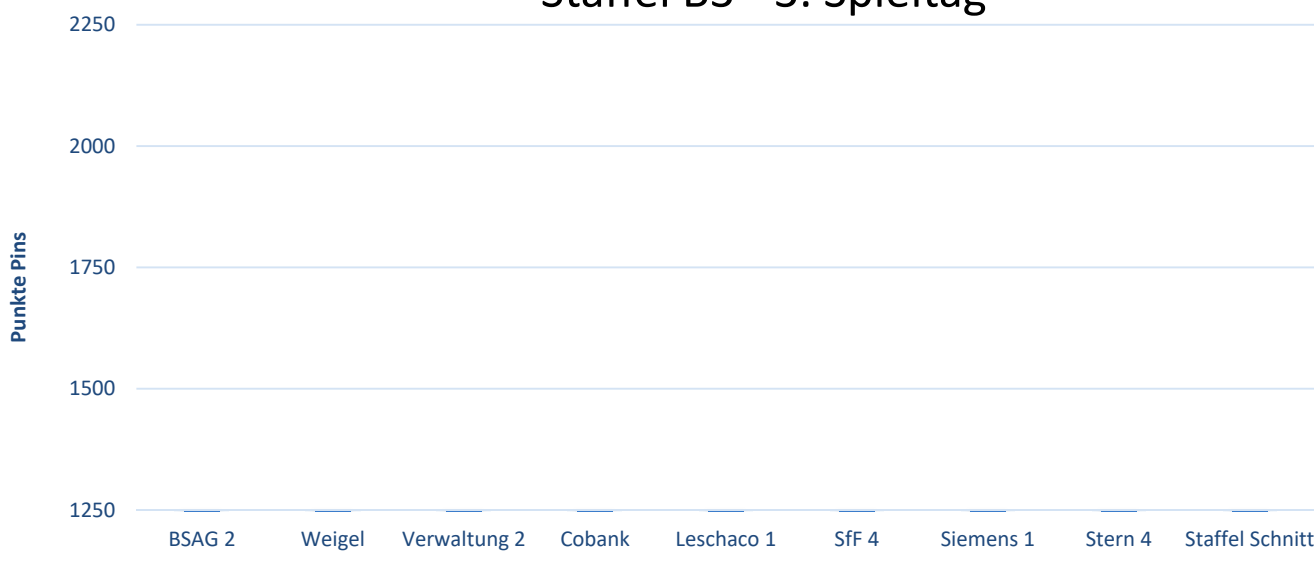 Staffel Spieltag
2250
2000
1750
1500
1250
Punkte Pins
BSAG 2 Weigel Verwaltung 2 Cobank Leschaco 1 SfF 4 Siemens 1 Stern 4 Staffel Schnitt